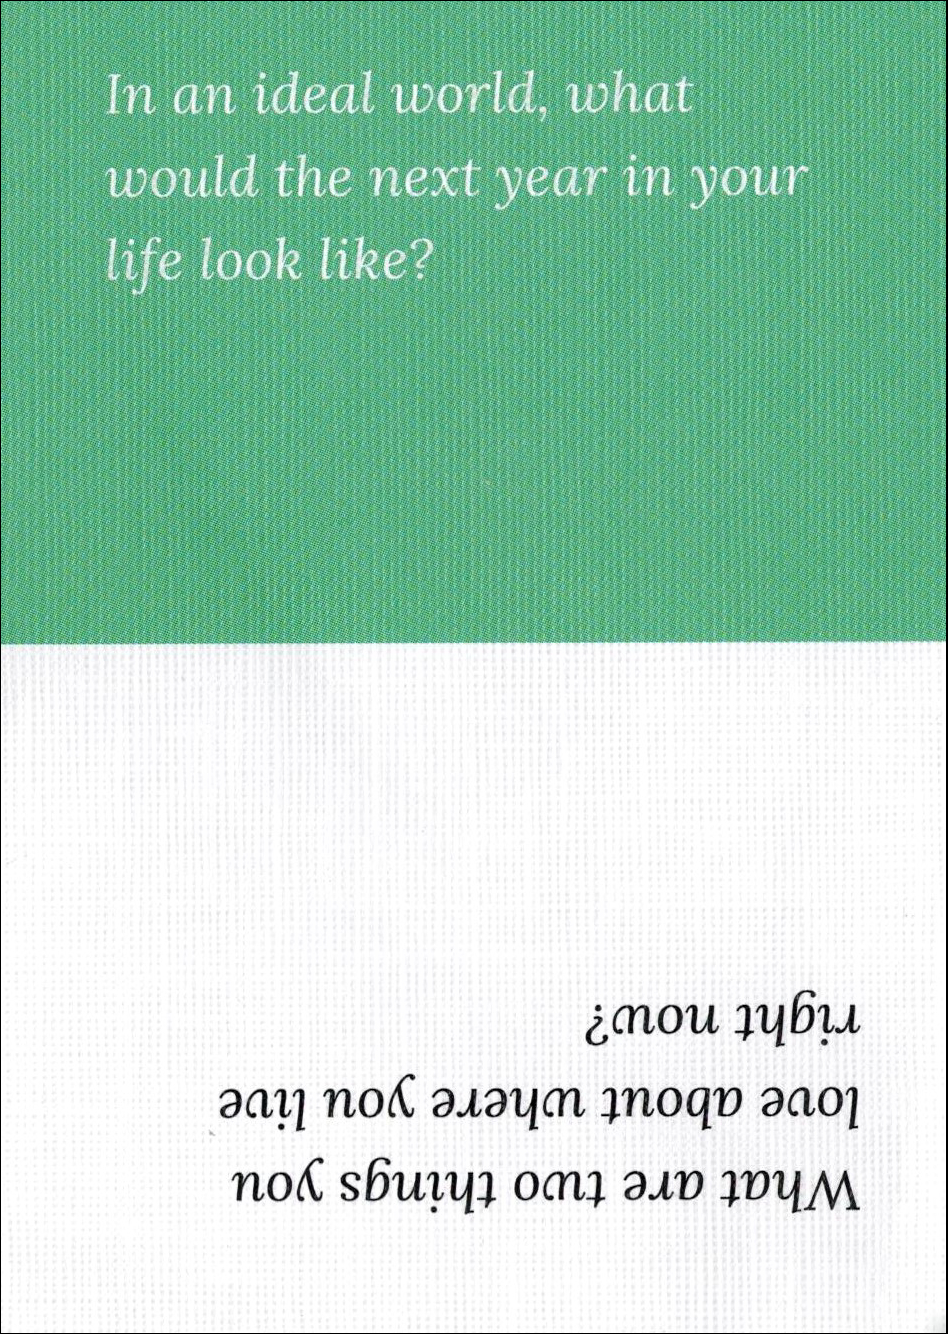 In an ideal world, what
would the next year in your
life look like?
What are two things you
love about where you live
right now?